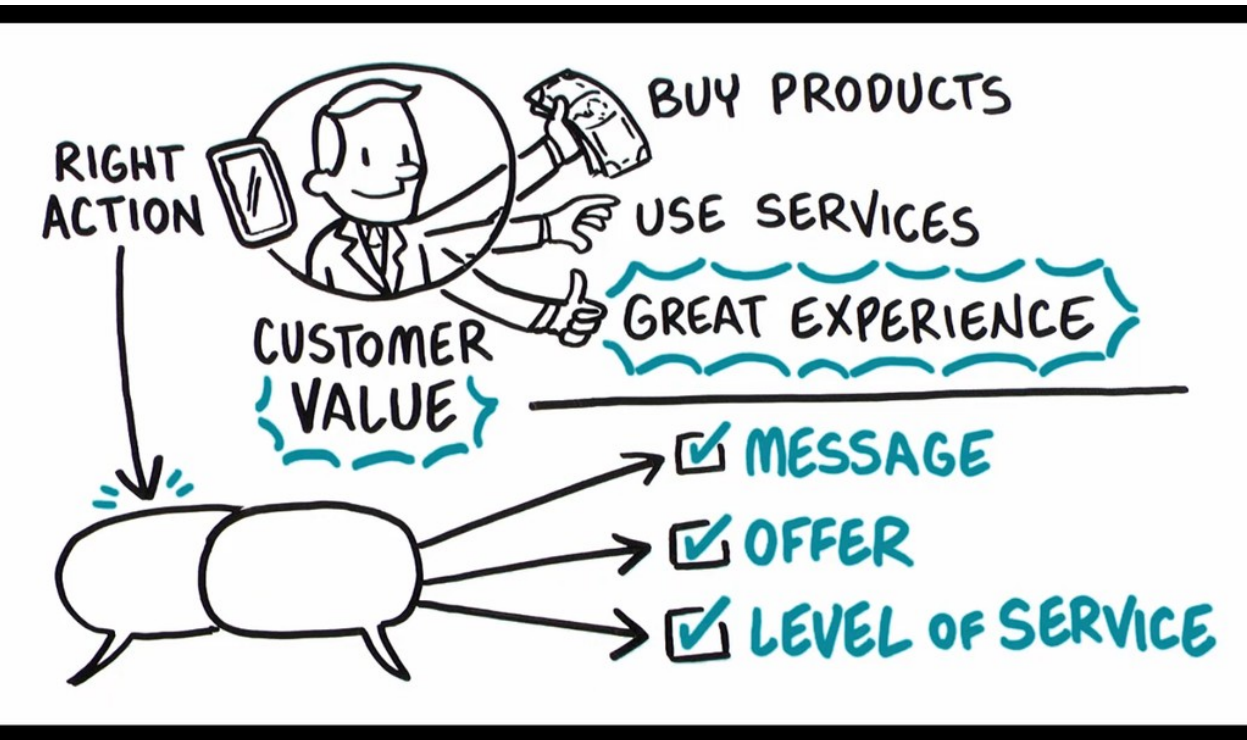 BUY PRODUCTS
RIGHT
ACTION
USE SERVICES
GREAT EXPERIENCE
CUSTOMER
VALUE
MESSAGE
OFFER
LEVEL OF SERVICE